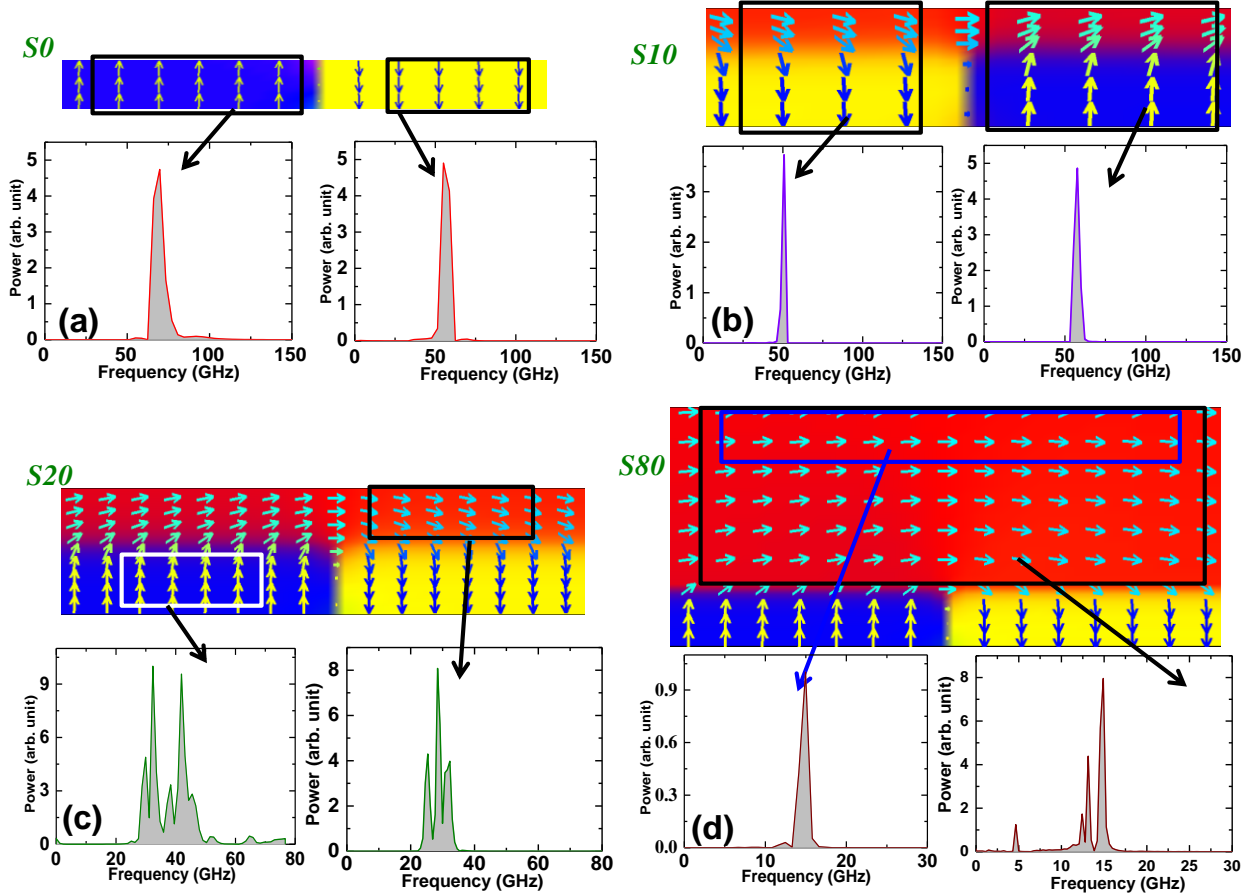 S0
S10
5
4
3
2
1
0
Power (arb. unit)
(a)
0 50 100 150
Frequency (GHz)
5
4
3
2
1
0
Power (arb. unit)
0 50 100 150
Frequency (GHz)
3
2
1
0
Power (arb. unit)
(b)
0 50 100 150
Frequency (GHz)
5
4
3
2
1
0
Power (arb. unit)
0 50 100 150
Frequency (GHz)
S20
S80
9
6
3
0
Power (arb. unit)
(c)
0 20 40 60 80
Frequency (GHz)
8
6
4
2
0
Power (arb. unit)
0 20 40 60 80
Frequency (GHz)
0.9
0.6
0.3
0.0
Power (arb. unit)
(d)
0 10 20 30
Frequency (GHz)
8
6
4
2
0
Power (arb. unit)
0 5 10 15 20 25 30
Frequency (GHz)